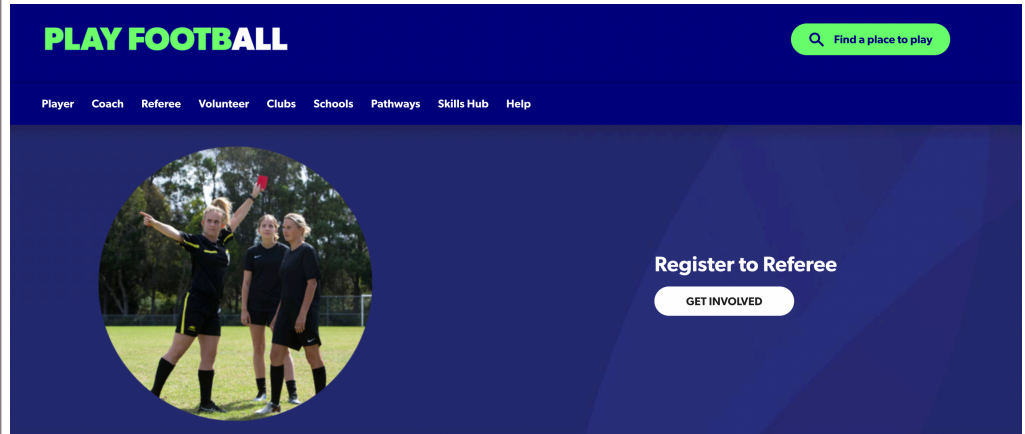 PLAY FOOTBALL
Find a place to play
Player Coach Referee Volunteer Clubs Schools Pathways Skills Hub Help
Register to Referee
GET INVOLVED